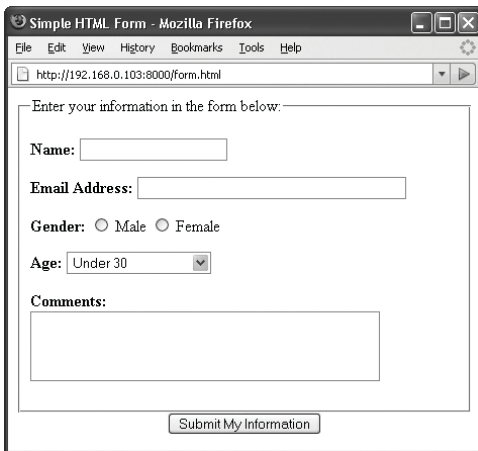 Simple HTML Form - Mozilla Firefox
File Edit View History Bookmarks Tools Help
http://192.168.0.103:8000/form.html
Enter your information in the form below:
Name:
Email Address:
Gender: Male Female
Age: Under 30
Comments:
Submit My Information